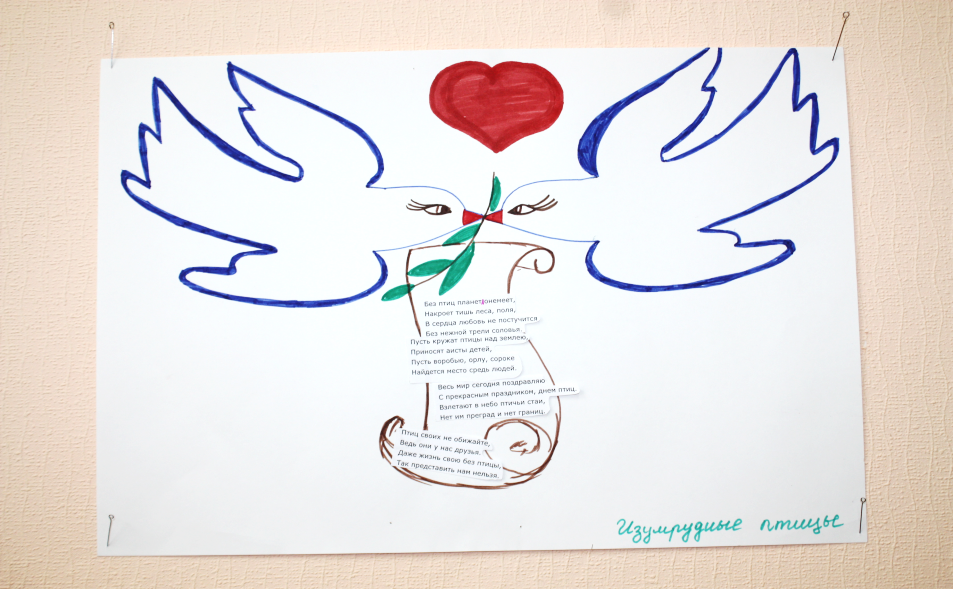 Без птиц планета онемеет,
Накроет тишь леса, поля,
В сердца любовь не постучится
Без нежной трели соловья.
Пусть кружат птицы над землею,
Приносят аисты детей,
Пусть воробью, орлу, сороке
Найдется место средь людей.
Весь мир сегодня поздравляю
С прекрасным праздником, днем птиц
Взлетают в небо птичьи стаи,
Нет им преград и нет границ.
Птиц своих не обижайте,
Ведь они у нас друзья.
Даже жизнь свою без птицы,
Так представить нам нельзя.
Изумрудные птицы